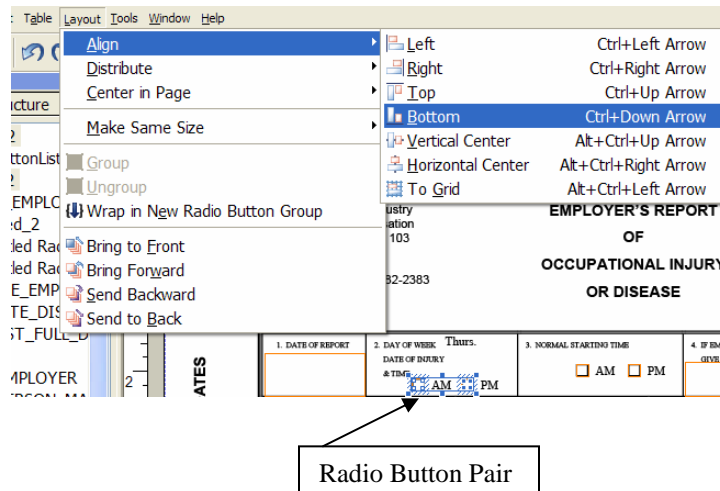 Table Layout Tools Window Help
Align
Distribute
Center in Page
Make Same Size
Group
Ungroup
Wrap in New Radio Button Group
Bring to Front
Bring Forward
Send Backward
Send to Back
Left Ctrl+Left Arrow
Right Ctrl+Right Arrow
Top Ctrl+Up Arrow
Bottom Ctrl+Down Arrow
Vertical Center Alt+Ctrl+Up Arrow
Horizontal Center Alt+Ctrl+Right Arrow
To Grid Alt+Ctrl+Left Arrow
ucture
2
ttonList
2
_EMPLO
ed_2
tled Rad
tled Rad
E_EMP
TE_DIS
ST_FULL_D
MPLOYER
ustry
ation
103
82-2383
EMPLOYER'S REPORT
OF
OCCUPATIONAL INJURY
OR DISEASE
2
ATES
1. DATE OF REPORT
2. DAY OF WEEK Thurs.
DATE OF INJURY
& TIME
AM PM
3. NORMAL STARTING TIME
AM PM
4. IF EM
GIVE
Radio Button Pair